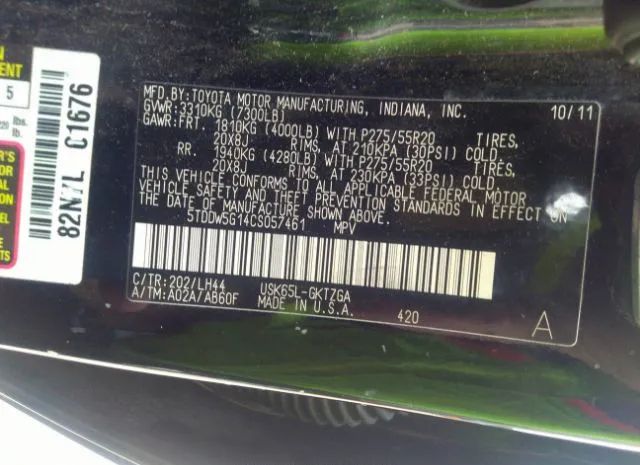 MENT
5
220 lbs.
lb.
82N7L C1676
MFD.BY:TOYOTA MOTOR MANUFACTURING, INDIANA, INC. 10/11
GVWR:3310KG (7300LB)
GAWR:FRT. 1810KG (4000LB) WITH P275/55R20 TIRES,
20X8J RIMS, AT 210KPA (30PSI) COLD.
RR. 1940KG (4280LB) WITH P275/55R20 TIRES,
20X8J RIMS, AT 230KPA (33PSI) COLD.
THIS VEHICLE CONFORMS TO ALL APPLICABLE FEDERAL MOTOR
VEHICLE SAFETY AND THEFT PREVENTION STANDARDS IN EFFECT ON
THE DATE OF MANUFACTURE SHOWN ABOVE.
5TDDW5G14CS057461 MPV
C/TR:202/LH44 USK65L-GKTZGA
A/TM:A02A/AB60F MADE IN U.S.A. 420 A